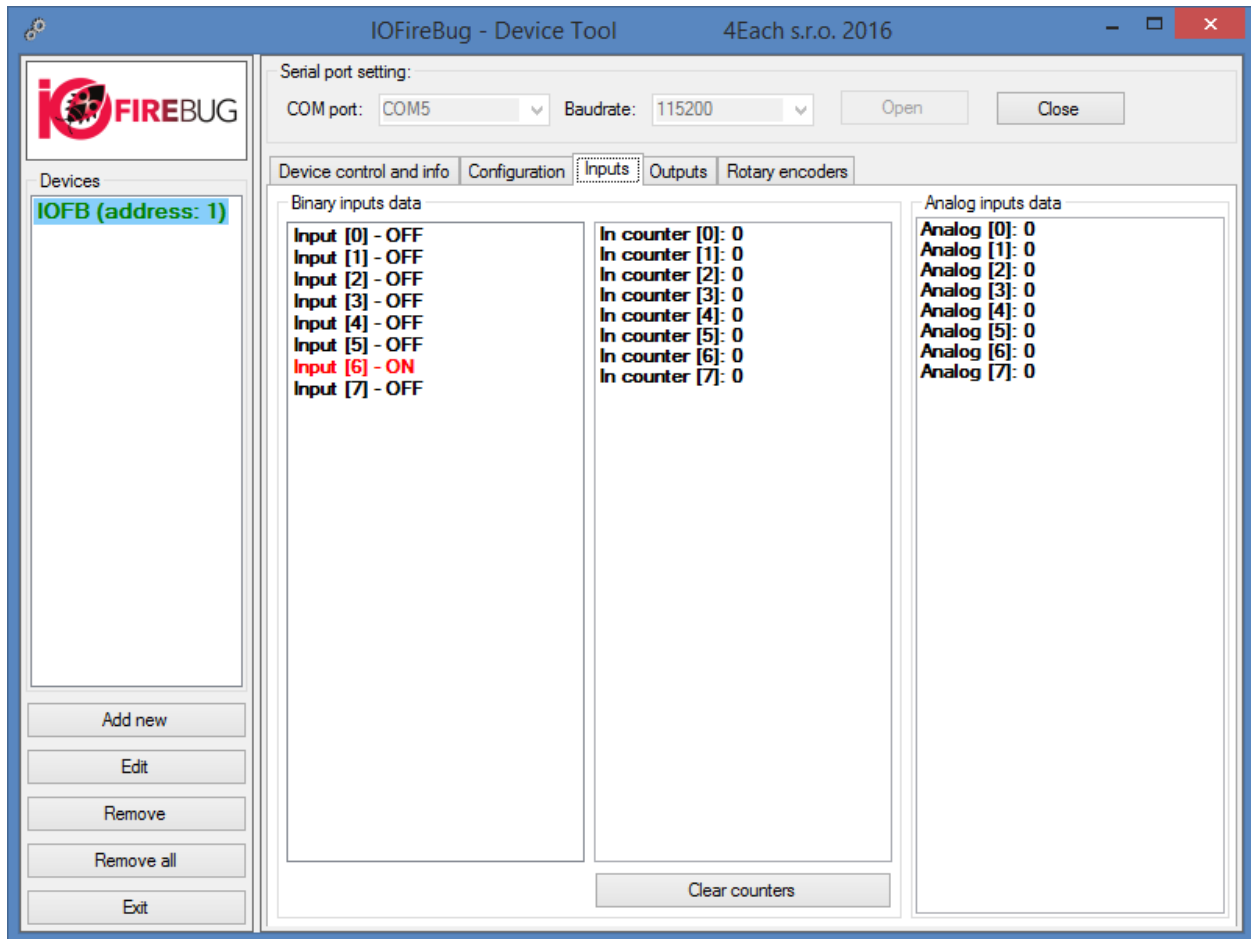 IOFireBug - Device Tool 4Each s.r.o. 2016
iO FIREBUG
Devices
IOFB (address: 1)
Add new
Edit
Remove
Remove all
Exit
Serial port setting:
COM port: COM5 Baudrate: 115200 Open Close
Device control and info Configuration Inputs Outputs Rotary encoders
Binary inputs data
Input [0] - OFF
Input [1] - OFF
Input [2] - OFF
Input [3] - OFF
Input [4] - OFF
Input [5] - OFF
Input [6] - ON
Input [7] - OFF
In counter [0]: 0
In counter [1]: 0
In counter [2]: 0
In counter [3]: 0
In counter [4]: 0
In counter [5]: 0
In counter [6]: 0
In counter [7]: 0
Clear counters
Analog inputs data
Analog [0]: 0
Analog [1]: 0
Analog [2]: 0
Analog [3]: 0
Analog [4]: 0
Analog [5]: 0
Analog [6]: 0
Analog [7]: 0